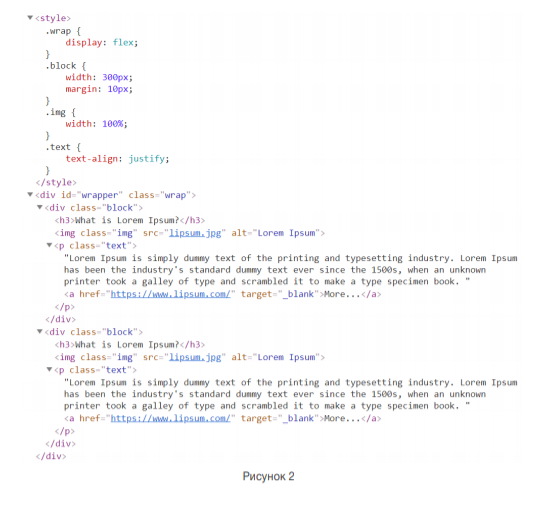 ▼<style>
.wrap {
display: flex;
}
.block {
width: 300px;
margin: 10px;
}
.img {
width: 100%;
}
.text {
text-align: justify;
}
</style>
▼<div id="wrapper" class="wrap">
▼<div class="block">
<h3>What is Lorem Ipsum?</h3>
<img class="img" src="lipsum.jpg" alt="Lorem Ipsum">
▼<p class="text">
"Lorem Ipsum is simply dummy text of the printing and typesetting industry. Lorem Ipsum
has been the industry's standard dummy text ever since the 1500s, when an unknown
printer took a galley of type and scrambled it to make a type specimen book. "
<a href="https://www.lipsum.com/" target="_blank">More...</a>
</p>
</div>
▼<div class="block">
<h3>What is Lorem Ipsum?</h3>
<img class="img" src="lipsum.jpg" alt="Lorem Ipsum">
▼<p class="text">
"Lorem Ipsum is simply dummy text of the printing and typesetting industry. Lorem Ipsum
has been the industry's standard dummy text ever since the 1500s, when an unknown
printer took a galley of type and scrambled it to make a type specimen book. "
<a href="https://www.lipsum.com/" target="_blank">More...</a>
</p>
</div>
</div>
Рисунок 2